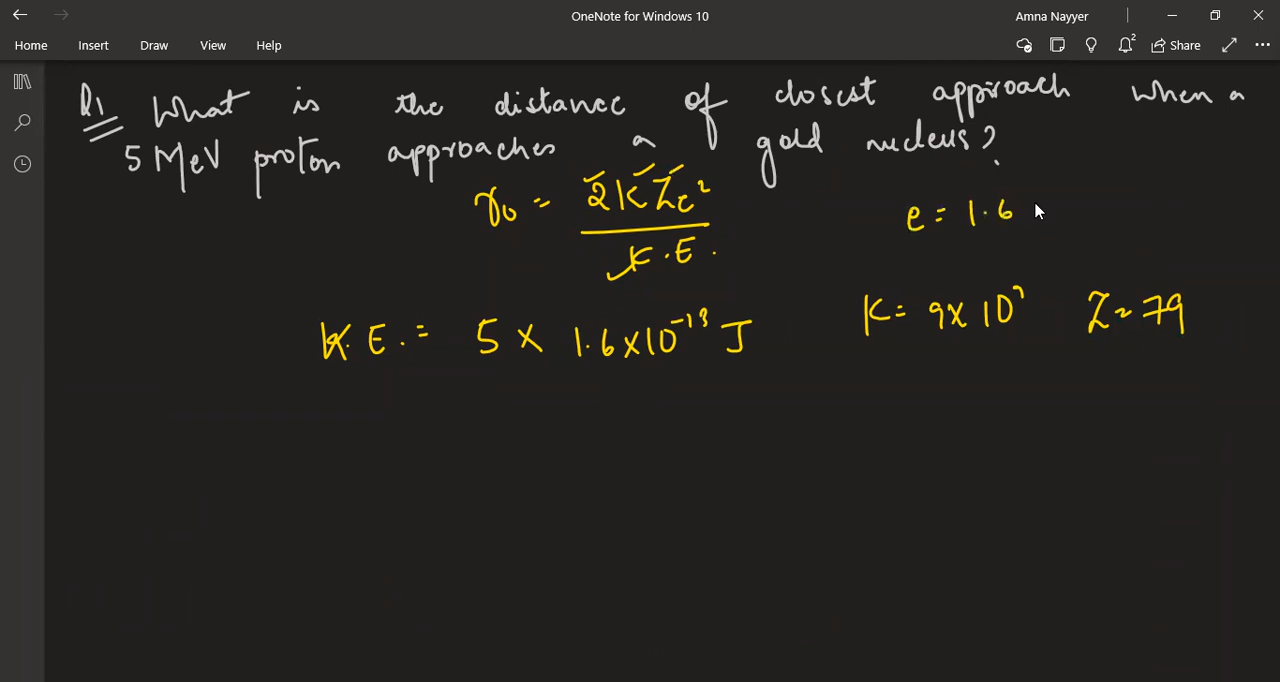 OneNote for Windows 10
Amna Nayyer
Home Insert Draw View Help
2
Share
Q1 What is the distance of closest approach when a
5 MeV proton approaches a gold nucleus?
r₀ = 2KZe² / K.E.
e = 1.6
K.E. = 5 × 1.6×10⁻¹³ J
K = 9×10⁹ Z = 79